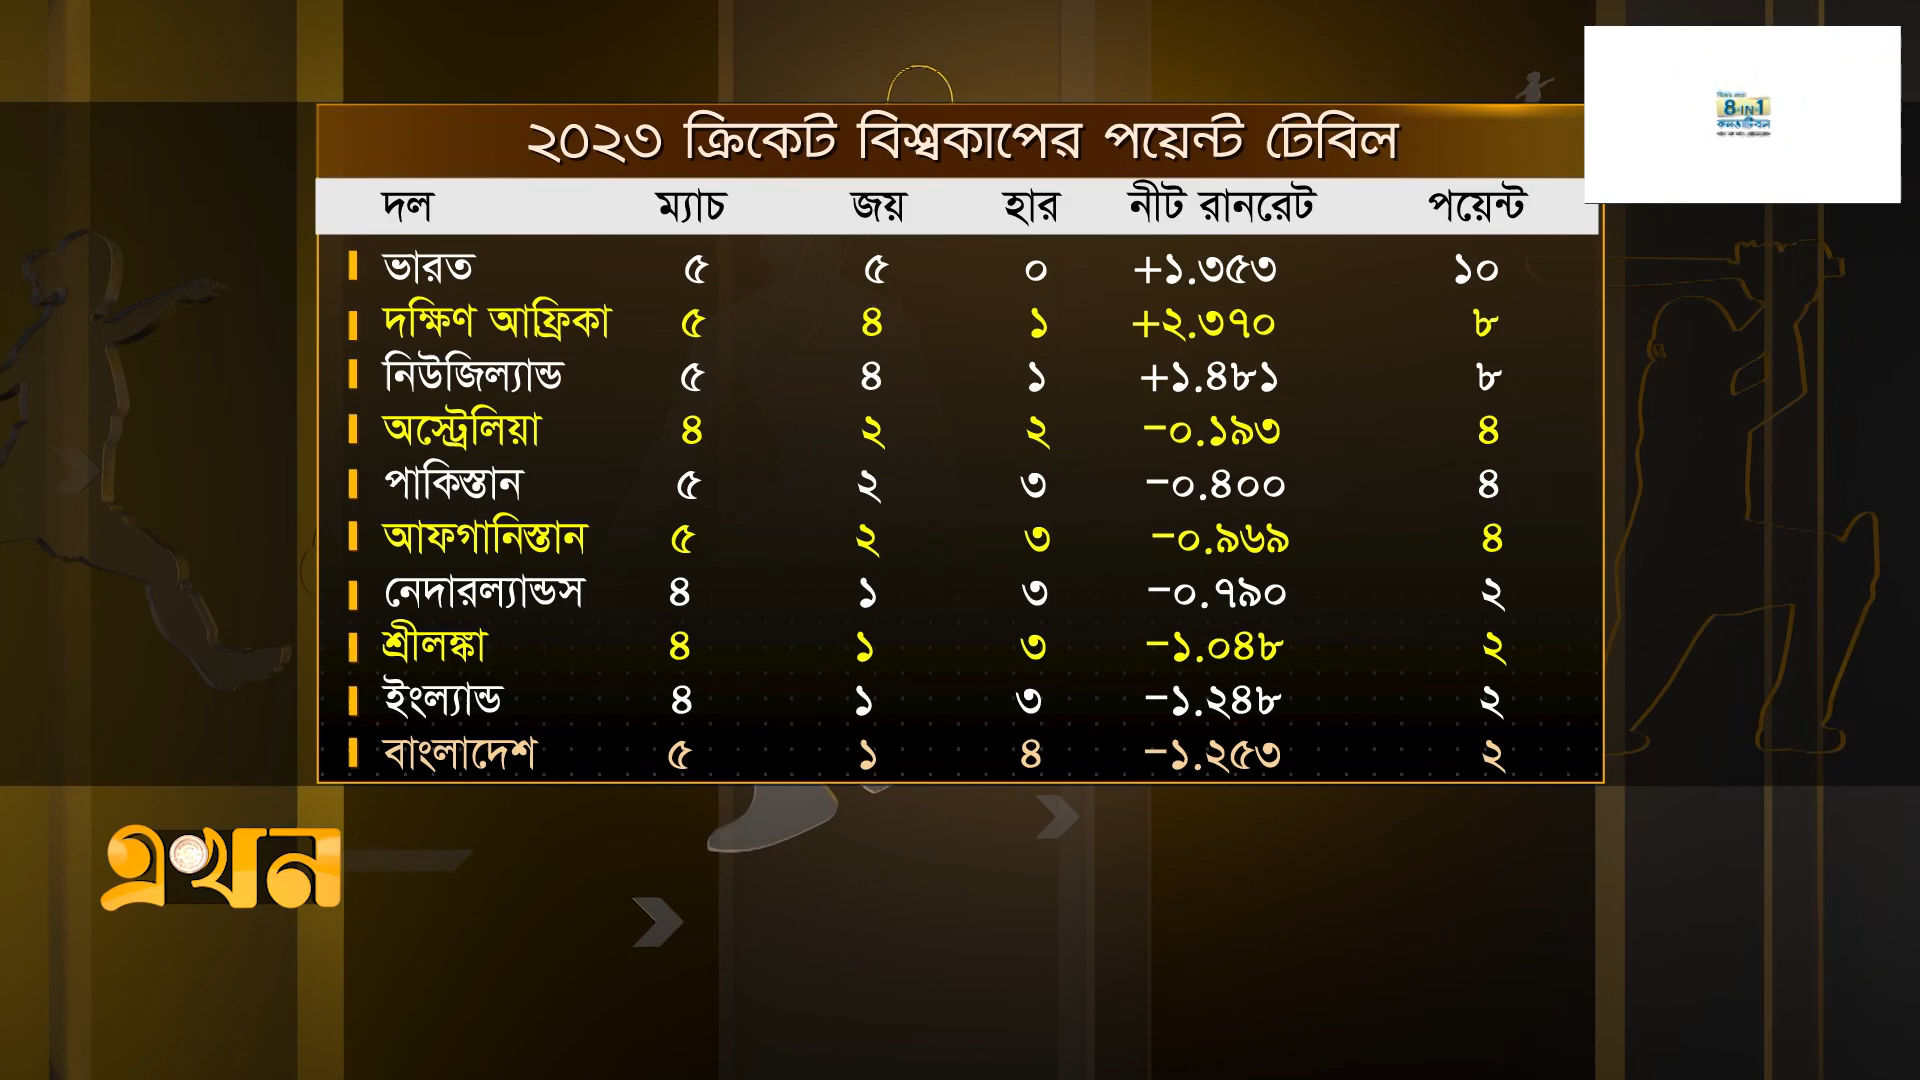 ২০২৩ ক্রিকেট বিশ্বকাপের পয়েন্ট টেবিল
8-IN-1
দল ম্যাচ জয় হার নীট রানরেট পয়েন্ট
ভারত ৫ ৫ ০ +১.৩৫৩ ১০
দক্ষিণ আফ্রিকা ৫ ৪ ১ +২.৩৭০ ৮
নিউজিল্যান্ড ৫ ৪ ১ +১.৪৮১ ৮
অস্ট্রেলিয়া ৪ ২ ২ -০.১৯৩ ৪
পাকিস্তান ৫ ২ ৩ -০.৪০০ ৪
আফগানিস্তান ৫ ২ ৩ -০.৯৬৯ ৪
নেদারল্যান্ডস ৪ ১ ৩ -০.৭৯০ ২
শ্রীলঙ্কা ৪ ১ ৩ -১.০৪৮ ২
ইংল্যান্ড ৪ ১ ৩ -১.২৪৮ ২
বাংলাদেশ ৫ ১ ৪ -১.২৫৩ ২
এখন